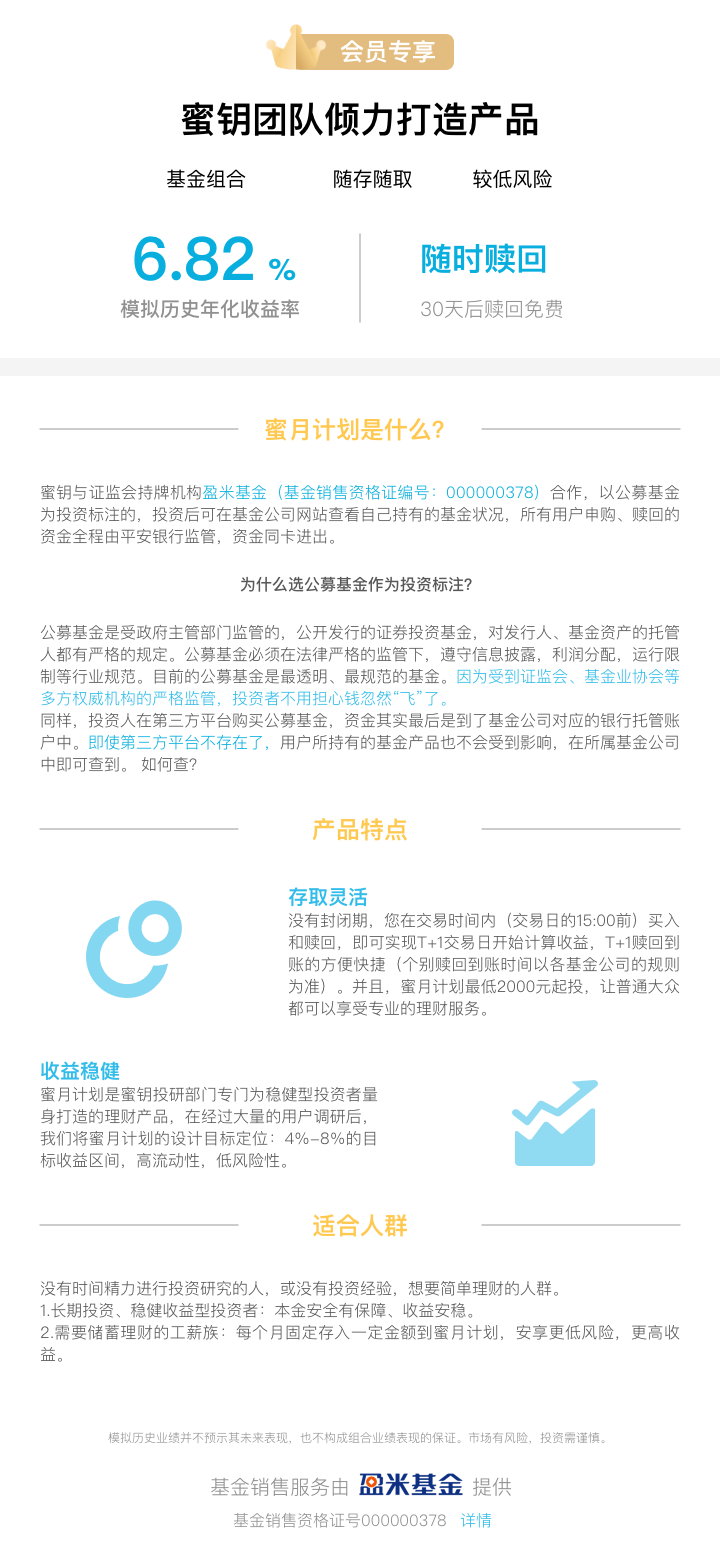 会员专享
蜜钥团队倾力打造产品
基金组合 随存随取 较低风险
6.82 %
模拟历史年化收益率
随时赎回
30天后赎回免费
蜜月计划是什么?
蜜钥与证监会持牌机构盈米基金（基金销售资格证编号：000000378）合作，以公募基金
为投资标注的，投资后可在基金公司网站查看自己持有的基金状况，所有用户申购、赎回的
资金全程由平安银行监管，资金同卡进出。
为什么选公募基金作为投资标注?
公募基金是受政府主管部门监管的，公开发行的证券投资基金，对发行人、基金资产的托管
人都有严格的规定。公募基金必须在法律严格的监管下，遵守信息披露，利润分配，运行限
制等行业规范。目前的公募基金是最透明、最规范的基金。因为受到证监会、基金业协会等
多方权威机构的严格监管，投资者不用担心钱忽然“飞”了。
同样，投资人在第三方平台购买公募基金，资金其实最后是到了基金公司对应的银行托管账
户中。即使第三方平台不存在了，用户所持有的基金产品也不会受到影响，在所属基金公司
中即可查到。 如何查?
产品特点
存取灵活
没有封闭期，您在交易时间内（交易日的15:00前）买入
和赎回，即可实现T+1交易日开始计算收益，T+1赎回到
账的方便快捷（个别赎回到账时间以各基金公司的规则
为准）。并且，蜜月计划最低2000元起投，让普通大众
都可以享受专业的理财服务。
收益稳健
蜜月计划是蜜钥投研部门专门为稳健型投资者量
身打造的理财产品，在经过大量的用户调研后，
我们将蜜月计划的设计目标定位：4%-8%的目
标收益区间，高流动性，低风险性。
适合人群
没有时间精力进行投资研究的人，或没有投资经验，想要简单理财的人群。
1.长期投资、稳健收益型投资者：本金安全有保障、收益安稳。
2.需要储蓄理财的工薪族：每个月固定存入一定金额到蜜月计划，安享更低风险，更高收
益。
模拟历史业绩并不预示其未来表现，也不构成组合业绩表现的保证。市场有风险，投资需谨慎。
基金销售服务由 盈米基金 提供
基金销售资格证号000000378 详情